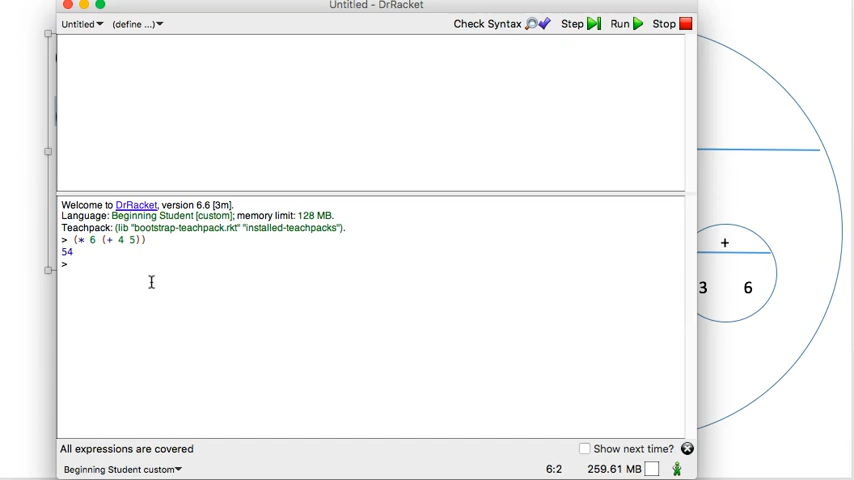 Untitled - DrRacket
Untitled (define ...) Check Syntax Step Run Stop
Welcome to DrRacket, version 6.6 [3m].
Language: Beginning Student [custom]; memory limit: 128 MB.
Teachpack: (lib "bootstrap-teachpack.rkt" "installed-teachpacks").
> (* 6 (+ 4 5))
54
>
+
3 6
All expressions are covered Show next time?
Beginning Student custom 6:2 259.61 MB